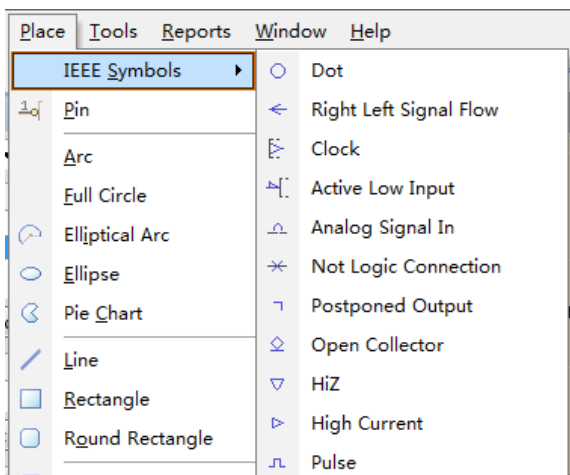 Place Tools Reports Window Help
IEEE Symbols
Pin
Arc
Full Circle
Elliptical Arc
Ellipse
Pie Chart
Line
Rectangle
Round Rectangle
Dot
Right Left Signal Flow
Clock
Active Low Input
Analog Signal In
Not Logic Connection
Postponed Output
Open Collector
HiZ
High Current
Pulse